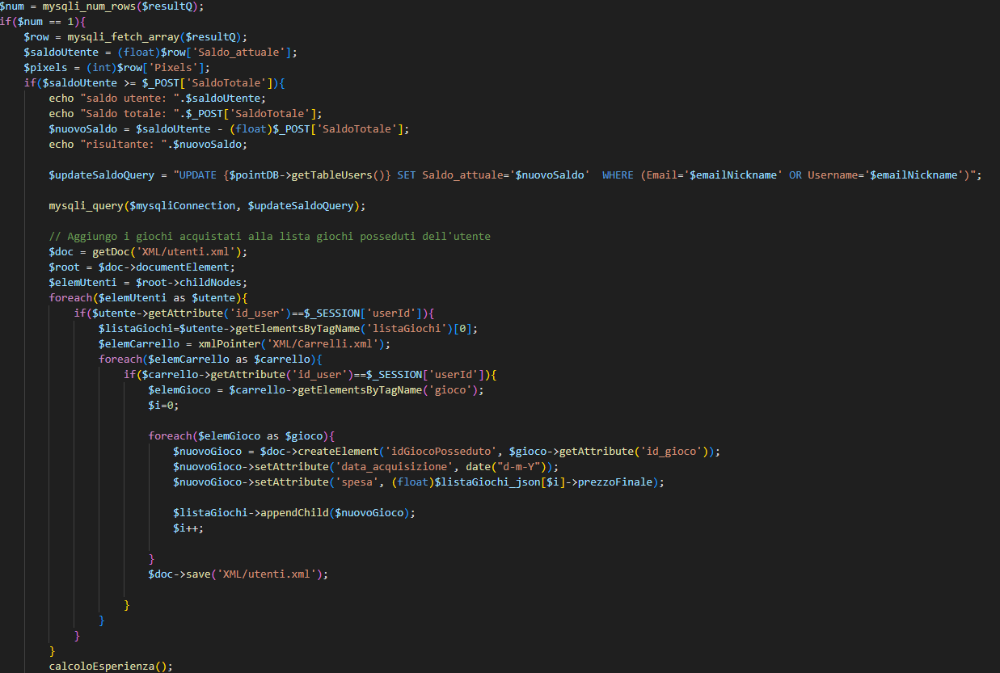 $num = mysqli_num_rows($resultQ);
if($num == 1){
$row = mysqli_fetch_array($resultQ);
$saldoUtente = (float)$row['Saldo_attuale'];
$pixels = (int)$row['Pixels'];
if($saldoUtente >= $_POST['SaldoTotale']){
echo "saldo utente: ".$saldoUtente;
echo "Saldo totale: ".$_POST['SaldoTotale'];
$nuovoSaldo = $saldoUtente - (float)$_POST['SaldoTotale'];
echo "risultante: ".$nuovoSaldo;
$updateSaldoQuery = "UPDATE {$pointDB->getTableUsers()} SET Saldo_attuale='$nuovoSaldo'  WHERE (Email='$emailNickname' OR Username='$emailNickname')";
mysqli_query($mysqliConnection, $updateSaldoQuery);
// Aggiungo i giochi acquistati alla lista giochi posseduti dell'utente
$doc = getDoc('XML/utenti.xml');
$root = $doc->documentElement;
$elemUtenti = $root->childNodes;
foreach($elemUtenti as $utente){
if($utente->getAttribute('id_user')==$_SESSION['userId']){
$listaGiochi=$utente->getElementsByTagName('listaGiochi')[0];
$elemCarrello = xmlPointer('XML/Carrelli.xml');
foreach($elemCarrello as $carrello){
if($carrello->getAttribute('id_user')==$_SESSION['userId']){
$elemGioco = $carrello->getElementsByTagName('gioco');
$i=0;
foreach($elemGioco as $gioco){
$nuovoGioco = $doc->createElement('idGiocoPosseduto', $gioco->getAttribute('id_gioco'));
$nuovoGioco->setAttribute('data_acquisizione', date("d-m-Y"));
$nuovoGioco->setAttribute('spesa', (float)$listaGiochi_json[$i]->prezzoFinale);
$listaGiochi->appendChild($nuovoGioco);
$i++;
}
$doc->save('XML/utenti.xml');
}
}
}
}
calcoloEsperienza();